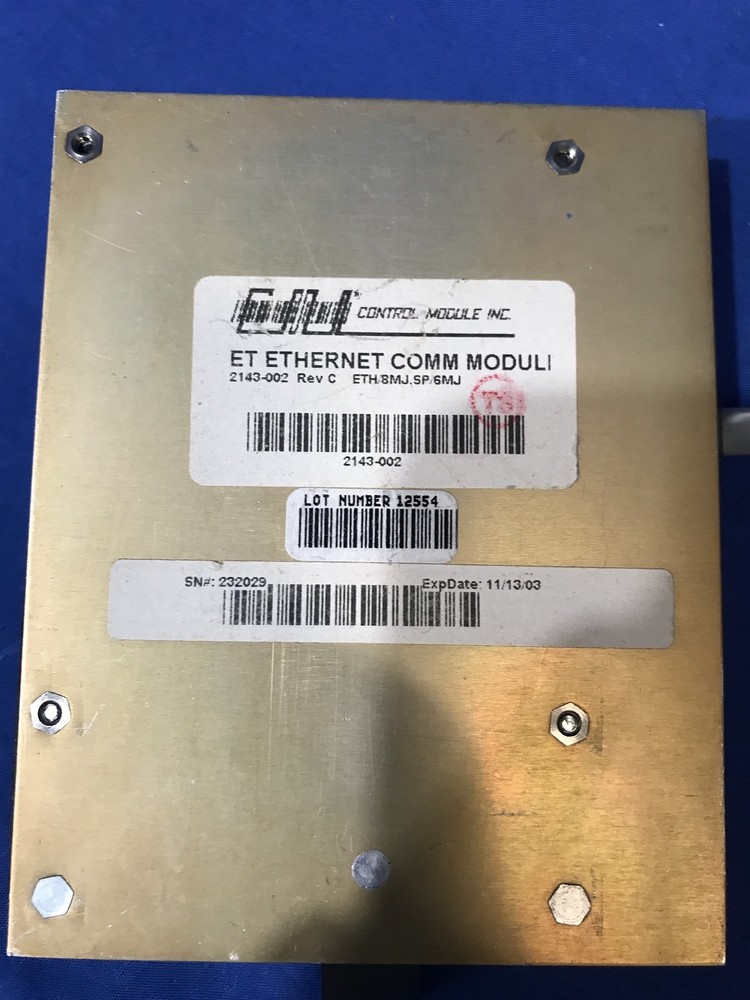 CMI CONTROL MODULE INC.
ET ETHERNET COMM MODULI
2143-002 Rev C ETH/8MJ,SP/6MJ
2143-002
LOT NUMBER 12554
SN#: 232029 ExpDate: 11/13/03